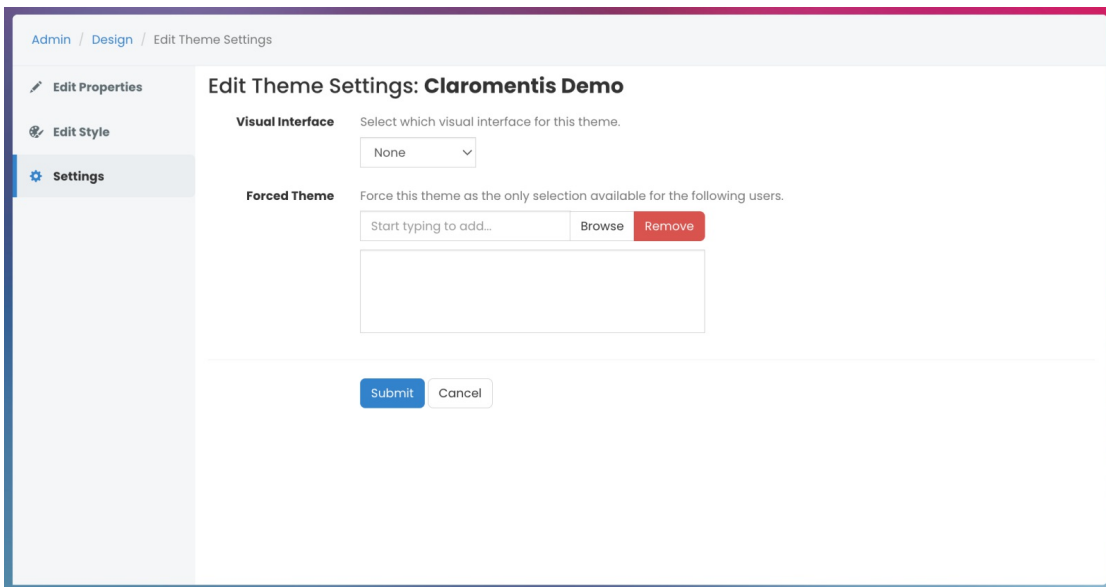 Admin / Design / Edit Theme Settings
Edit Properties
Edit Style
Settings
Edit Theme Settings: Claromentis Demo
Visual Interface Select which visual interface for this theme.
None
Forced Theme Force this theme as the only selection available for the following users.
Start typing to add... Browse Remove
Submit Cancel